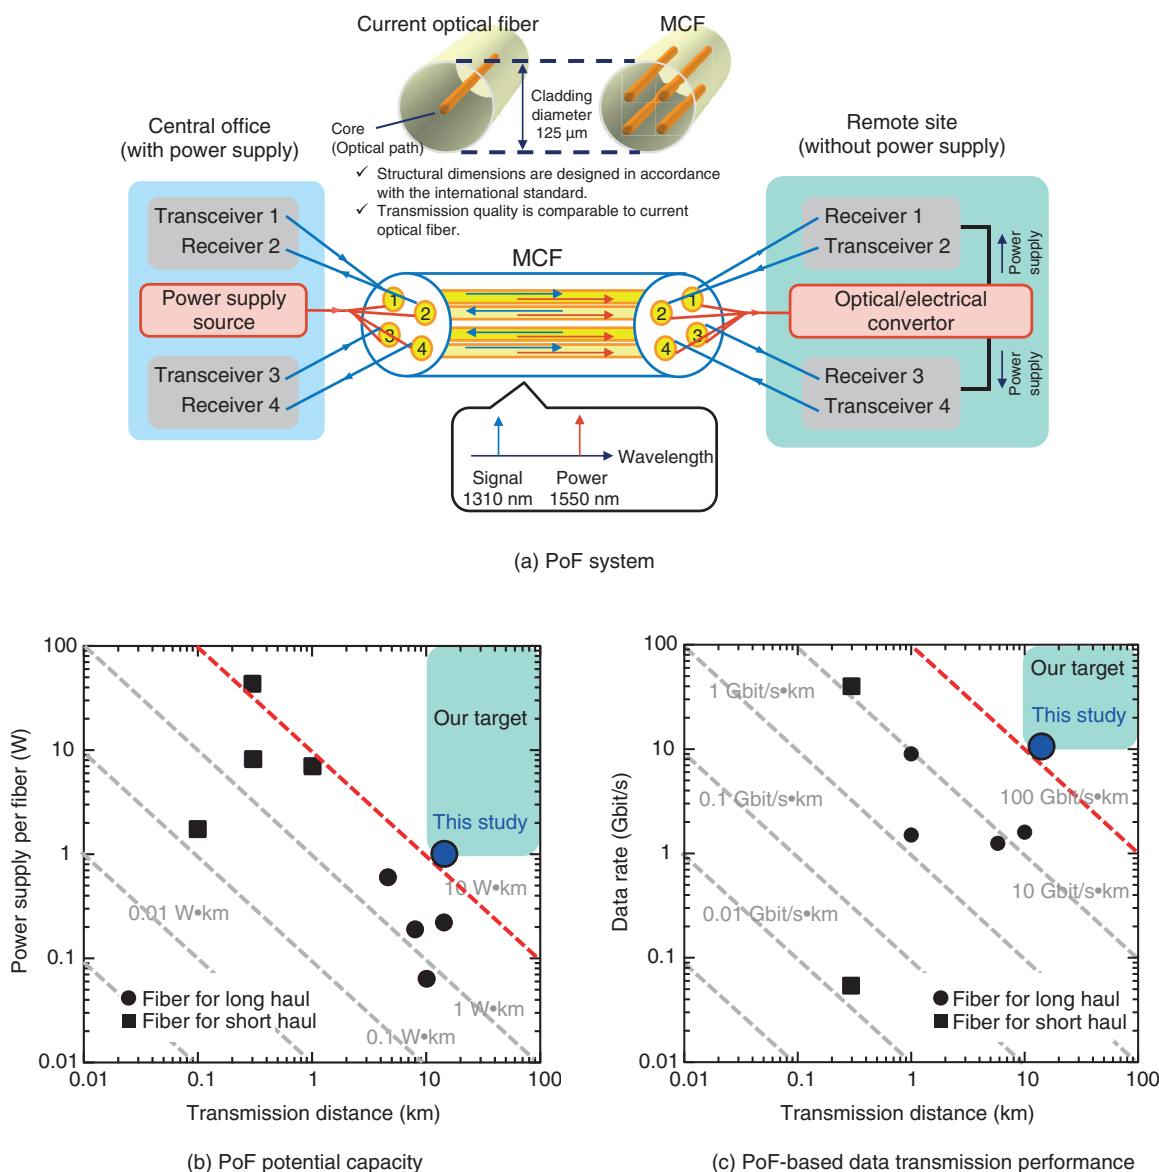 Current optical fiber
MCF
Cladding
diameter
125 µm
Core
(Optical path)
✓ Structural dimensions are designed in accordance
with the international standard.
✓ Transmission quality is comparable to current
optical fiber.
Central office
(with power supply)
Remote site
(without power supply)
Transceiver 1
Receiver 2
Power supply
source
Transceiver 3
Receiver 4
MCF
1
2
3
4
1
2
3
4
Receiver 1
Transceiver 2
Power
supply
Optical/electrical
convertor
Power
supply
Receiver 3
Transceiver 4
Wavelength
Signal
1310 nm
Power
1550 nm
(a) PoF system
Power supply per fiber (W)
100
10
1
0.1
0.01
Our target
This study
10 W•km
0.01 W•km
1 W•km
0.1 W•km
Fiber for long haul
Fiber for short haul
0.01
0.1
1
10
100
Transmission distance (km)
(b) PoF potential capacity
Data rate (Gbit/s)
100
10
1
0.1
0.01
Our target
This study
1 Gbit/s•km
0.1 Gbit/s•km
100 Gbit/s•km
0.01 Gbit/s•km
10 Gbit/s•km
Fiber for long haul
Fiber for short haul
0.01
0.1
1
10
100
Transmission distance (km)
(c) PoF-based data transmission performance